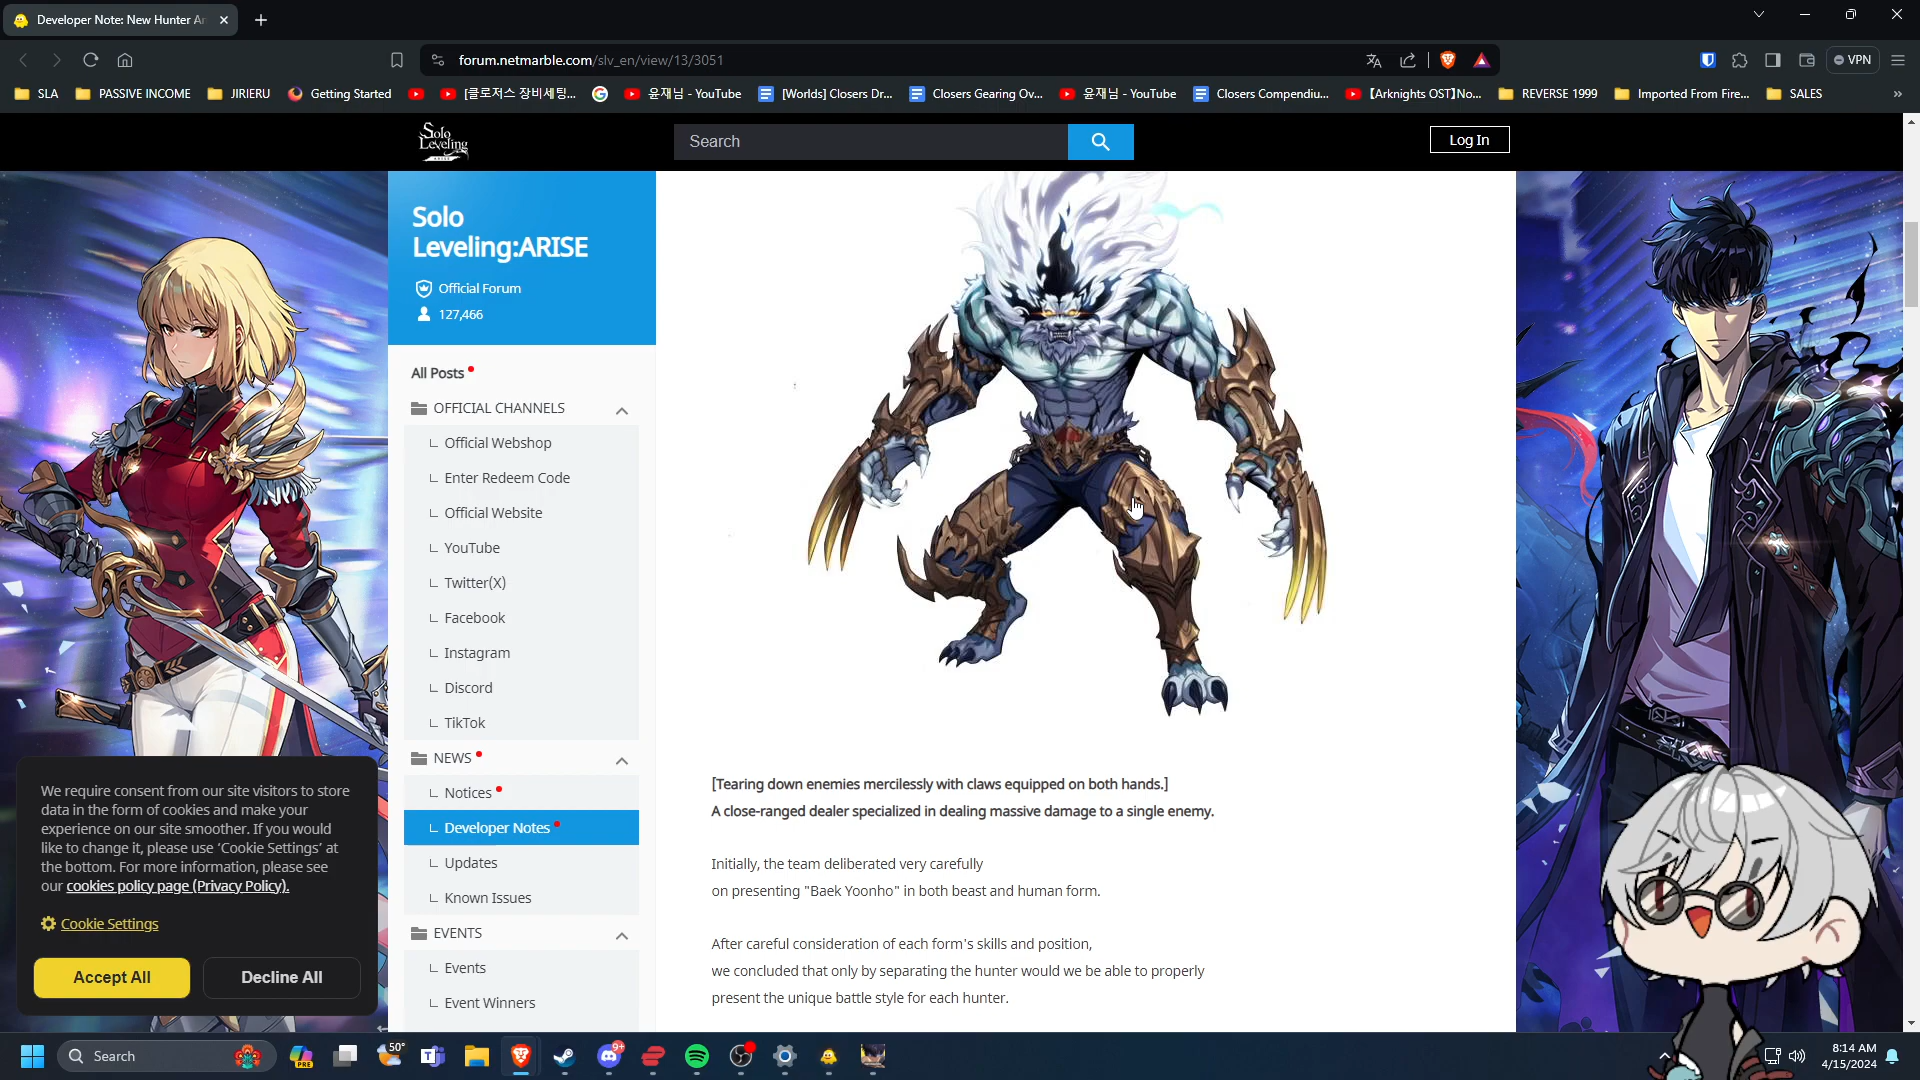 Developer Note: New Hunter Ar
forum.netmarble.com/slv_en/view/13/3051
VPN
SLA
PASSIVE INCOME
JIRIERU
Getting Started
[클로저스 장비세팅...
윤재님 - YouTube
[Worlds] Closers Dr...
Closers Gearing Ov...
윤재님 - YouTube
Closers Compendiu...
【Arknights OST】No...
REVERSE 1999
Imported From Fire...
SALES
Solo
Leveling
ARISE
Search
Log In
Solo
Leveling:ARISE
Official Forum
127,466
All Posts
OFFICIAL CHANNELS
Official Webshop
Enter Redeem Code
Official Website
YouTube
Twitter(X)
Facebook
Instagram
Discord
TikTok
NEWS
Notices
Developer Notes
Updates
Known Issues
EVENTS
Events
Event Winners
[Tearing down enemies mercilessly with claws equipped on both hands.]
A close-ranged dealer specialized in dealing massive damage to a single enemy.
Initially, the team deliberated very carefully
on presenting "Baek Yoonho" in both beast and human form.
After careful consideration of each form's skills and position,
we concluded that only by separating the hunter would we be able to properly
present the unique battle style for each hunter.
We require consent from our site visitors to store
data in the form of cookies and make your
experience on our site smoother. If you would
like to change it, please use 'Cookie Settings' at
the bottom. For more information, please see
our cookies policy page (Privacy Policy).
Cookie Settings
Accept All
Decline All
Search
PRE
50°
9+
8:14 AM
4/15/2024